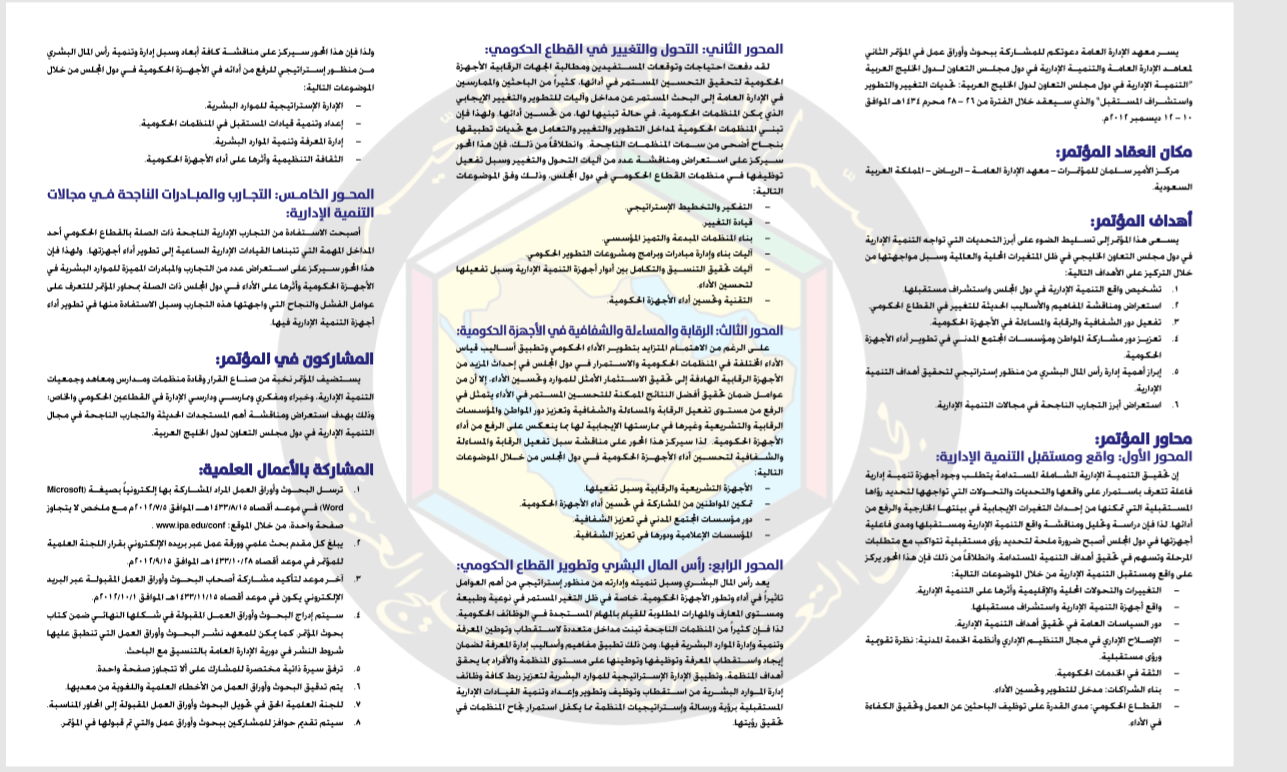 يسر معهد الإدارة العامة دعوتكم للمشاركة ببحوث وأوراق عمل في المؤتمر الثاني
لمعاهد الإدارة العامة والتنمية الإدارية في دول مجلس التعاون لدول الخليج العربية
"التنمية الإدارية في دول مجلس التعاون لدول الخليج العربية: تحديات التغيير والتطوير
واستشراف المستقبل" والذي سيعقد خلال الفترة من ٢٦ – ٢٨ محرم ١٤٣٤هـ الموافق
١٠ – ١٢ ديسمبر ٢٠١٢م.
مكان انعقاد المؤتمر:
مركز الأمير سلمان للمؤتمرات - معهد الإدارة العامة - الرياض - المملكة العربية
السعودية.
أهداف المؤتمر:
يسعى هذا المؤتمر إلى تسليط الضوء على أبرز التحديات التي تواجه التنمية الإدارية
في دول مجلس التعاون الخليجي في ظل المتغيرات المحلية والعالمية وسبل مواجهتها من
خلال التركيز على الأهداف التالية:
١. تشخيص واقع التنمية الإدارية في دول المجلس واستشراف مستقبلها.
٢. استعراض ومناقشة المفاهيم والأساليب الحديثة للتغيير في القطاع الحكومي.
٣. تفعيل دور الشفافية والرقابة والمساءلة في الأجهزة الحكومية.
٤. تعزيز دور مشاركة المواطن ومؤسسات المجتمع المدني في تطوير أداء الأجهزة
الحكومية.
٥. إبراز أهمية إدارة رأس المال البشري من منظور إستراتيجي لتحقيق أهداف التنمية
الإدارية.
٦. استعراض أبرز التجارب الناجحة في مجالات التنمية الإدارية.
محاور المؤتمر:
المحور الأول: واقع ومستقبل التنمية الإدارية:
إن تحقيق التنمية الإدارية الشاملة المستدامة يتطلب وجود أجهزة تنمية إدارية
فاعلة تتعرف باستمرار على واقعها والتحديات والتحولات التي تواجهها لتحديد رؤاها
المستقبلية التي تمكنها من إحداث التغيرات الإيجابية في بيئتها الخارجية والرفع من
أدائها. لذا فإن دراسة وتحليل ومناقشة واقع التنمية الإدارية ومستقبلها ومدى فاعلية
أجهزتها في دول المجلس أصبح ضرورة ملحة لتحديد رؤى مستقبلية تتواكب مع متطلبات
المرحلة وتسهم في تحقيق أهداف التنمية المستدامة. وانطلاقاً من ذلك فإن هذا المحور يركز
على واقع ومستقبل التنمية الإدارية من خلال الموضوعات التالية:
- التغييرات والتحولات المحلية والإقليمية وأثرها على التنمية الإدارية.
- واقع أجهزة التنمية الإدارية واستشراف مستقبلها.
- دور السياسات العامة في تحقيق أهداف التنمية الإدارية.
- الإصلاح الإداري في مجال التنظيم الإداري وأنظمة الخدمة المدنية: نظرة تقويمية
ورؤى مستقبلية.
- الثقة في الخدمات الحكومية.
- بناء الشراكات: مدخل للتطوير وتحسين الأداء.
- القطاع الحكومي: مدى القدرة على توظيف الباحثين عن العمل وتحقيق الكفاءة
في الأداء.
المحور الثاني: التحول والتغيير في القطاع الحكومي:
لقد دفعت احتياجات وتوقعات المستفيدين ومطالبة الجهات الرقابية الأجهزة
الحكومية لتحقيق التحسين المستمر في أدائها، كثيراً من الباحثين والممارسين
في الإدارة العامة إلى البحث المستمر عن مداخل وآليات للتطوير والتغيير الإيجابي
الذي يمكن المنظمات الحكومية، في حالة تبنيها لها، من تحسين أدائها. ولهذا فإن
تبني المنظمات الحكومية لمداخل التطوير والتغيير والتعامل مع تحديات تطبيقها
بنجاح أضحى من سمات المنظمات الناجحة. وانطلاقاً من ذلك، فإن هذا المحور
سيركز على استعراض ومناقشة عدد من آليات التحول والتغيير وسبل تفعيل
توظيفها في منظمات القطاع الحكومي في دول المجلس، وذلك وفق الموضوعات
التالية:
- التفكير والتخطيط الإستراتيجي.
- قيادة التغيير.
- بناء المنظمات المبدعة والتميز المؤسسي.
- آليات بناء وإدارة مبادرات وبرامج ومشروعات التطوير الحكومي.
- آليات تحقيق التنسيق والتكامل بين أدوار أجهزة التنمية الإدارية وسبل تفعيلها
لتحسين الأداء.
- التقنية وتحسين أداء الأجهزة الحكومية.
المحور الثالث: الرقابة والمساءلة والشفافية في الأجهزة الحكومية:
على الرغم من الاهتمام المتزايد بتطوير الأداء الحكومي وتطبيق أساليب قياس
الأداء المختلفة في المنظمات الحكومية والاستمرار في دول المجلس في إحداث المزيد من
الأجهزة الرقابية الهادفة إلى تحقيق الاستثمار الأمثل للموارد وتحسين الأداء، إلا أن من
عوامل ضمان تحقيق أفضل النتائج الممكنة للتحسين المستمر في الأداء يتمثل في
الرفع من مستوى تفعيل الرقابة والمساءلة والشفافية وتعزيز دور المواطن والمؤسسات
الرقابية والتشريعية وغيرها في ممارستها الإيجابية لها بما ينعكس على الرفع من أداء
الأجهزة الحكومية. لذا سيركز هذا المحور على مناقشة سبل تفعيل الرقابة والمساءلة
والشفافية لتحسين أداء الأجهزة الحكومية في دول المجلس من خلال الموضوعات
التالية:
- الأجهزة التشريعية والرقابية وسبل تفعيلها.
- تمكين المواطنين من المشاركة في تحسين أداء الأجهزة الحكومية.
- دور مؤسسات المجتمع المدني في تعزيز الشفافية.
- المؤسسات الإعلامية ودورها في تعزيز الشفافية.
المحور الرابع: رأس المال البشري وتطوير القطاع الحكومي:
يعد رأس المال البشري وسبل تنميته وإدارته من منظور إستراتيجي من أهم العوامل
تأثيراً في أداء وتطور الأجهزة الحكومية، خاصة في ظل التغير المستمر في نوعية وطبيعة
ومستوى المعارف والمهارات المطلوبة للقيام بالمهام المستجدة في الوظائف الحكومية.
لذا فإن كثيراً من المنظمات الناجحة تبنت مداخل متعددة لاستقطاب وتوطين المعرفة
وتنمية وإدارة الموارد البشرية فيها. ومن ذلك تطبيق مفاهيم وأساليب إدارة المعرفة لضمان
إيجاد واستقطاب المعرفة وتوظيفها وتوطينها على مستوى المنظمة والأفراد بما يحقق
أهداف المنظمة، وتطبيق الإدارة الإستراتيجية للموارد البشرية لتعزيز ربط كافة وظائف
إدارة الموارد البشرية من استقطاب وتوظيف وتطوير وإعداد وتنمية القيادات الإدارية
المستقبلية برؤية ورسالة وإستراتيجيات المنظمة مما يكفل استمرار نجاح المنظمات في
تحقيق رؤيتها.
ولذا فإن هذا المحور سيركز على مناقشة كافة أبعاد وسبل إدارة وتنمية رأس المال البشري
من منظور إستراتيجي للرفع من أدائه في الأجهزة الحكومية في دول المجلس من خلال
الموضوعات التالية:
- الإدارة الإستراتيجية للموارد البشرية.
- إعداد وتنمية قيادات المستقبل في المنظمات الحكومية.
- إدارة المعرفة وتنمية الموارد البشرية.
- الثقافة التنظيمية وأثرها على أداء الأجهزة الحكومية.
المحور الخامس: التجارب والمبادرات الناجحة في مجالات
التنمية الإدارية:
أصبحت الاستفادة من التجارب الإدارية الناجحة ذات الصلة بالقطاع الحكومي أحد
المداخل المهمة التي تتبناها القيادات الإدارية الساعية إلى تطوير أداء أجهزتها. ولهذا فإن
هذا المحور سيركز على استعراض عدد من التجارب والمبادرات المميزة للموارد البشرية في
الأجهزة الحكومية وأثرها على الأداء في دول المجلس ذات الصلة بمحاور المؤتمر للتعرف على
عوامل الفشل والنجاح التي واجهتها هذه التجارب وسبل الاستفادة منها في تطوير أداء
أجهزة التنمية الإدارية فيها.
المشاركون في المؤتمر:
يستضيف المؤتمر نخبة من صناع القرار وقادة منظمات ومدارس ومعاهد وجمعيات
التنمية الإدارية، وخبراء ومفكري وممارسي ودارسي الإدارة في القطاعين الحكومي والخاص؛
وذلك بهدف استعراض ومناقشة أهم المستجدات الحديثة والتجارب الناجحة في مجال
التنمية الإدارية في دول مجلس التعاون لدول الخليج العربية.
المشاركة بالأعمال العلمية:
١. ترسل البحوث وأوراق العمل المراد المشاركة بها إلكترونياً بصيغة (Microsoft
Word) في موعد أقصاه ١٤٣٣/٨/١٥هـ الموافق ٢٠١٢/٧/٥م مع ملخص لا يتجاوز
صفحة واحدة، من خلال الموقع: www.ipa.edu/conf .
٢. يبلغ كل مقدم بحث علمي وورقة عمل عبر بريده الإلكتروني بقرار اللجنة العلمية
للمؤتمر في موعد أقصاه ١٤٣٣/١٠/٢٨هـ الموافق ٢٠١٢/٩/١٥م.
٣. آخر موعد لتأكيد مشاركة أصحاب البحوث وأوراق العمل المقبولة عبر البريد
الإلكتروني يكون في موعد أقصاه ١٤٣٣/١١/١٥هـ الموافق ٢٠١٢/١٠/١م.
٤. سيتم إدراج البحوث وأوراق العمل المقبولة في شكلها النهائي ضمن كتاب
بحوث المؤتمر، كما يمكن للمعهد نشر البحوث وأوراق العمل التي تنطبق عليها
شروط النشر في دورية الإدارة العامة بالتنسيق مع الباحث.
٥. ترفق سيرة ذاتية مختصرة للمشارك على ألا تتجاوز صفحة واحدة.
٦. يتم تدقيق البحوث وأوراق العمل من الأخطاء العلمية واللغوية من معديها.
٧. للجنة العلمية الحق في تحويل البحوث وأوراق العمل المقبولة إلى المحاور المناسبة.
٨. سيتم تقديم حوافز للمشاركين ببحوث وأوراق عمل والتي تم قبولها في المؤتمر.